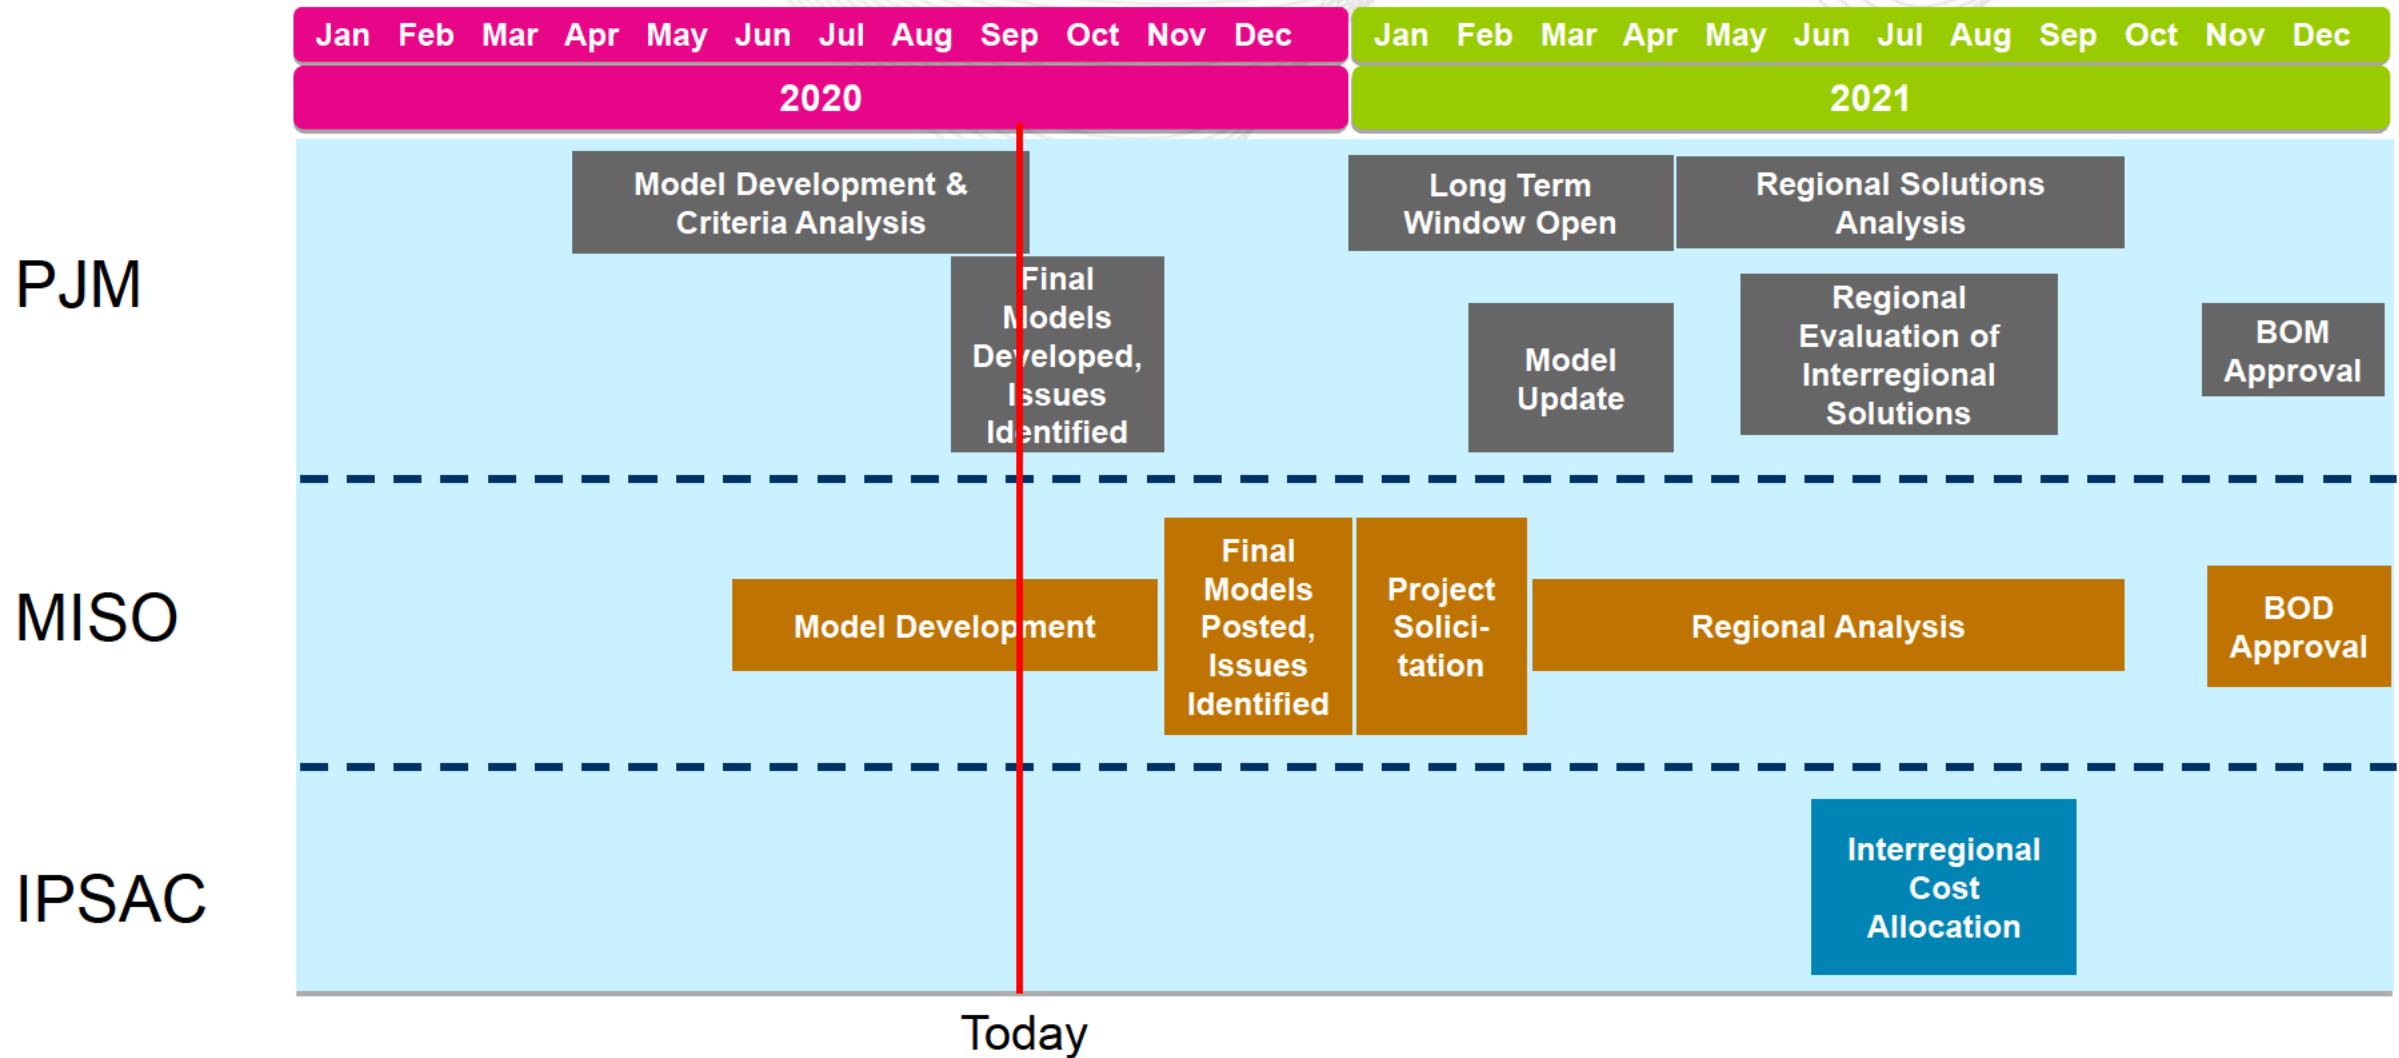 Jan Feb Mar Apr May Jun Jul Aug Sep Oct Nov Dec
Jan Feb Mar Apr May Jun Jul Aug Sep Oct Nov Dec
2020
2021
PJM
Model Development &
Criteria Analysis
Final
Models
Developed,
Issues
Identified
Long Term
Window Open
Regional Solutions
Analysis
Model
Update
Regional
Evaluation of
Interregional
Solutions
BOM
Approval
MISO
Model Development
Final
Models
Posted,
Issues
Identified
Project
Solici-
tation
Regional Analysis
BOD
Approval
IPSAC
Interregional
Cost
Allocation
Today